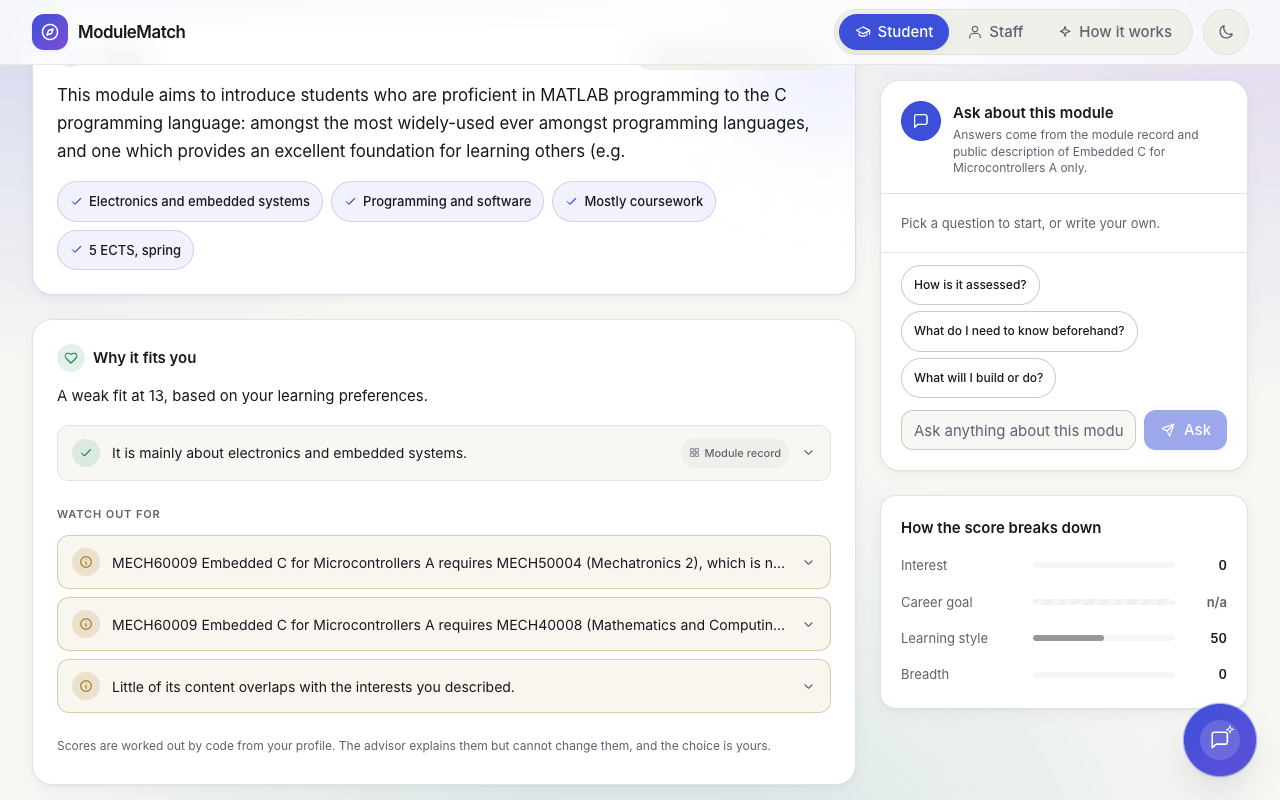 ModuleMatch
Student
Staff
How it works
This module aims to introduce students who are proficient in MATLAB programming to the C
programming language: amongst the most widely-used ever amongst programming languages,
and one which provides an excellent foundation for learning others (e.g.
Electronics and embedded systems
Programming and software
Mostly coursework
5 ECTS, spring
Why it fits you
A weak fit at 13, based on your learning preferences.
It is mainly about electronics and embedded systems.
Module record
WATCH OUT FOR
MECH60009 Embedded C for Microcontrollers A requires MECH50004 (Mechatronics 2), which is n...
MECH60009 Embedded C for Microcontrollers A requires MECH40008 (Mathematics and Computin...
Little of its content overlaps with the interests you described.
Scores are worked out by code from your profile. The advisor explains them but cannot change them, and the choice is yours.
Ask about this module
Answers come from the module record and
public description of Embedded C for
Microcontrollers A only.
Pick a question to start, or write your own.
How is it assessed?
What do I need to know beforehand?
What will I build or do?
Ask anything about this modu
Ask
How the score breaks down
Interest 0
Career goal n/a
Learning style 50
Breadth 0